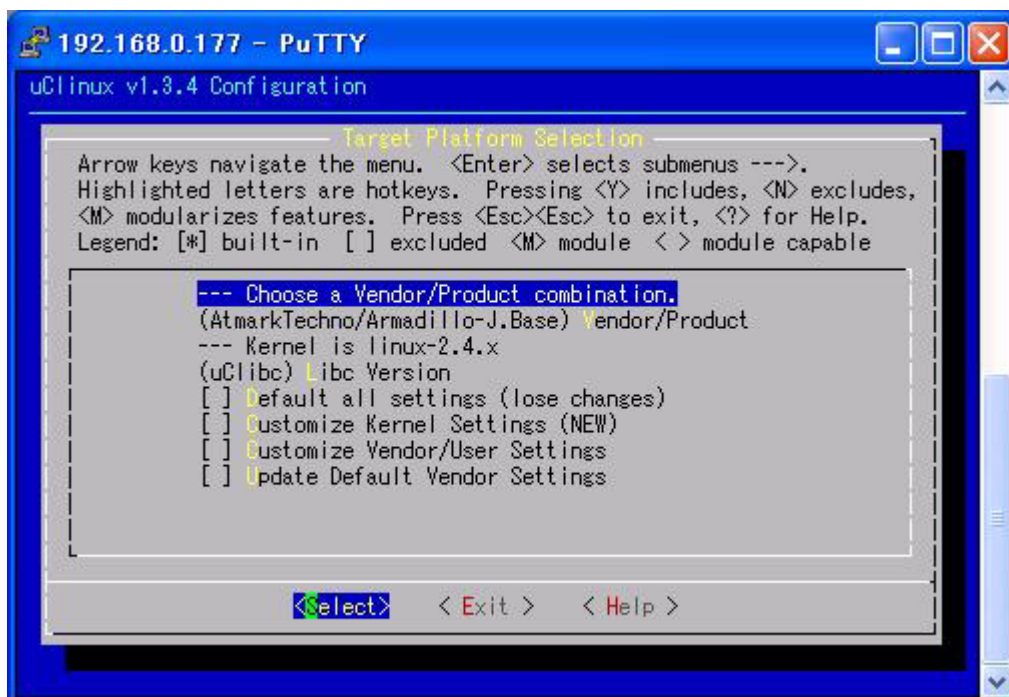 192.168.0.177 - PuTTY
uClinux v1.3.4 Configuration
Target Platform Selection
Arrow keys navigate the menu.  <Enter> selects submenus --->.
Highlighted letters are hotkeys.  Pressing <Y> includes, <N> excludes,
<M> modularizes features.  Press <Esc><Esc> to exit, <?> for Help.
Legend: [*] built-in  [ ] excluded  <M> module  < > module capable
--- Choose a Vendor/Product combination.
(AtmarkTechno/Armadillo-J.Base) Vendor/Product
--- Kernel is linux-2.4.x
(uClibc) Libc Version
[ ] Default all settings (lose changes)
[ ] Customize Kernel Settings (NEW)
[ ] Customize Vendor/User Settings
[ ] Update Default Vendor Settings
<Select>    < Exit >    < Help >